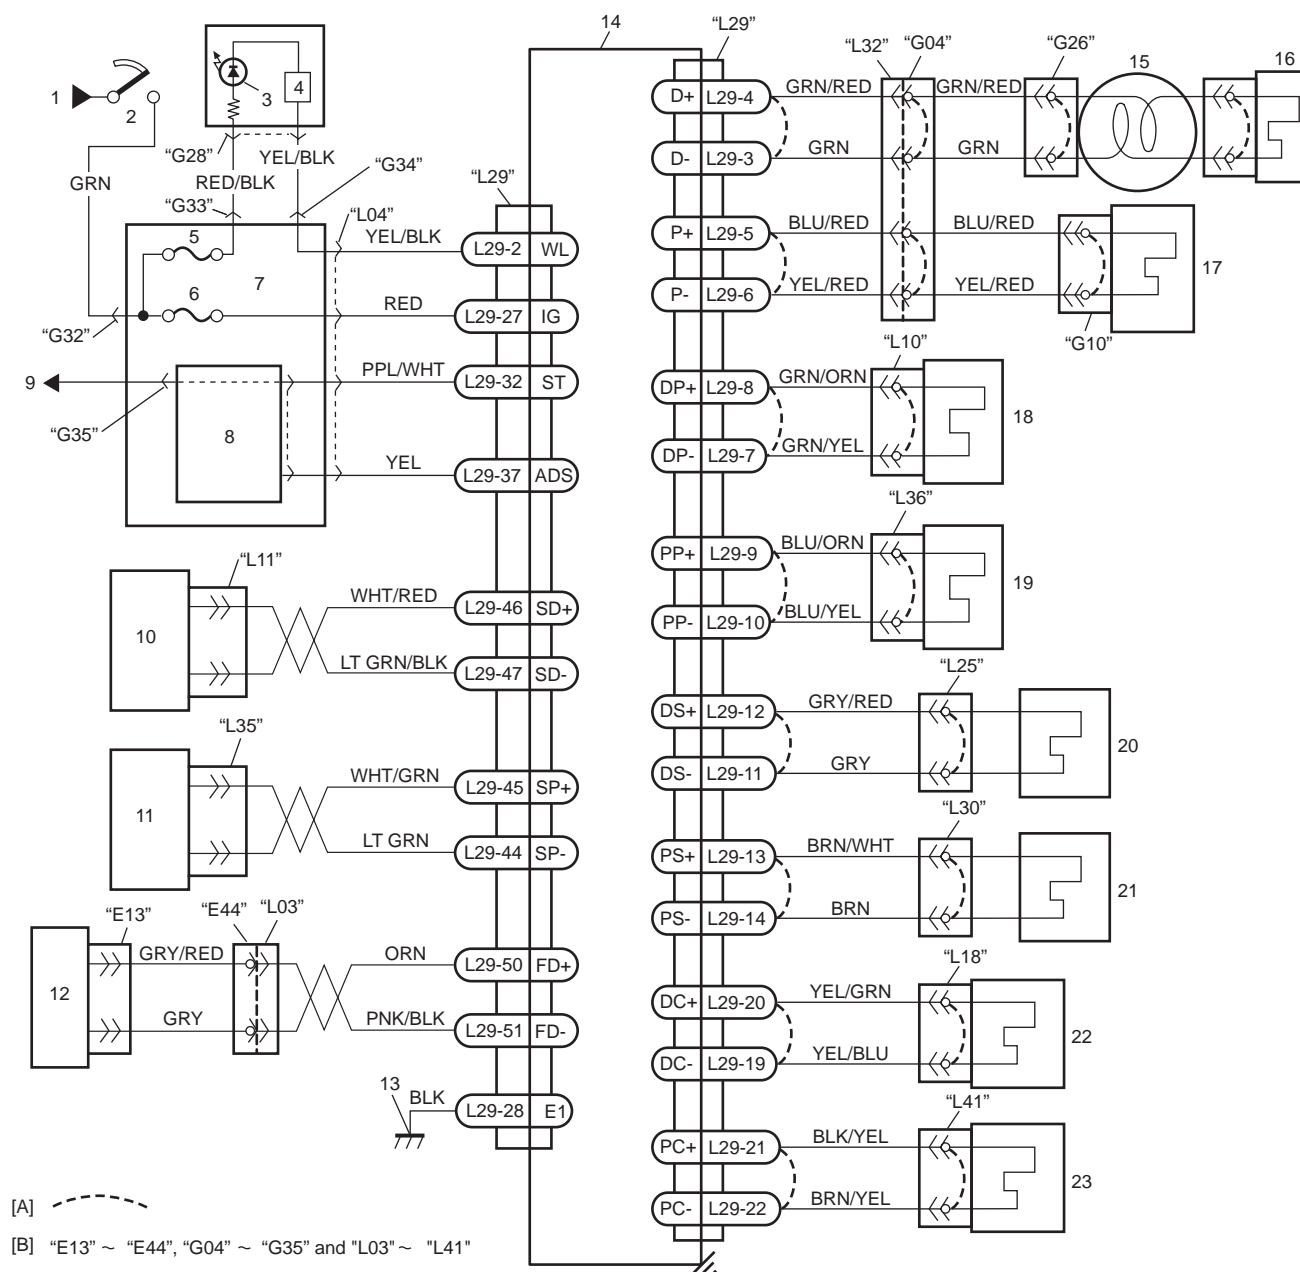 14
"L29"
"L32"
"G04"
"G26"
15
16
1
2
3
4
D+ L29-4 GRN/RED GRN/RED
D- L29-3 GRN GRN
"G28"
YEL/BLK
"G34"
GRN
RED/BLK
"L29"
"G33"
"L04"
P+ L29-5 BLU/RED BLU/RED
5
YEL/BLK L29-2 WL
17
6
7
P- L29-6 YEL/RED YEL/RED
RED L29-27 IG
"G32"
"G10"
"L10"
9
PPL/WHT L29-32 ST
DP+ L29-8 GRN/ORN
18
"G35"
8
DP- L29-7 GRN/YEL
YEL L29-37 ADS
"L36"
PP+ L29-9 BLU/ORN
"L11"
19
WHT/RED L29-46 SD+
PP- L29-10 BLU/YEL
10
LT GRN/BLK L29-47 SD-
"L25"
DS+ L29-12 GRY/RED
"L35"
20
DS- L29-11 GRY
WHT/GRN L29-45 SP+
"L30"
11
LT GRN L29-44 SP-
PS+ L29-13 BRN/WHT
21
"E13"
"E44"
"L03"
PS- L29-14 BRN
GRY/RED ORN L29-50 FD+
"L18"
12
DC+ L29-20 YEL/GRN
GRY PNK/BLK L29-51 FD-
22
DC- L29-19 YEL/BLU
13
BLK L29-28 E1
"L41"
PC+ L29-21 BLK/YEL
23
PC- L29-22 BRN/YEL
[A]
[B] "E13" ~ "E44", "G04" ~ "G35" and "L03" ~ "L41"